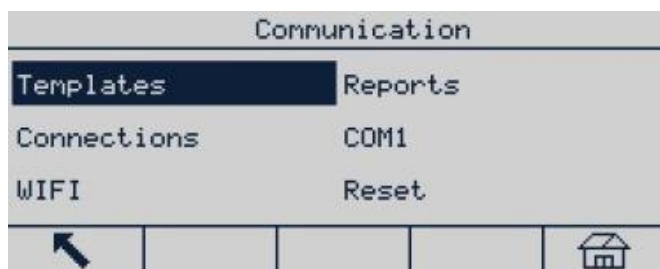 Communication
Templates Reports
Connections COM1
WIFI Reset